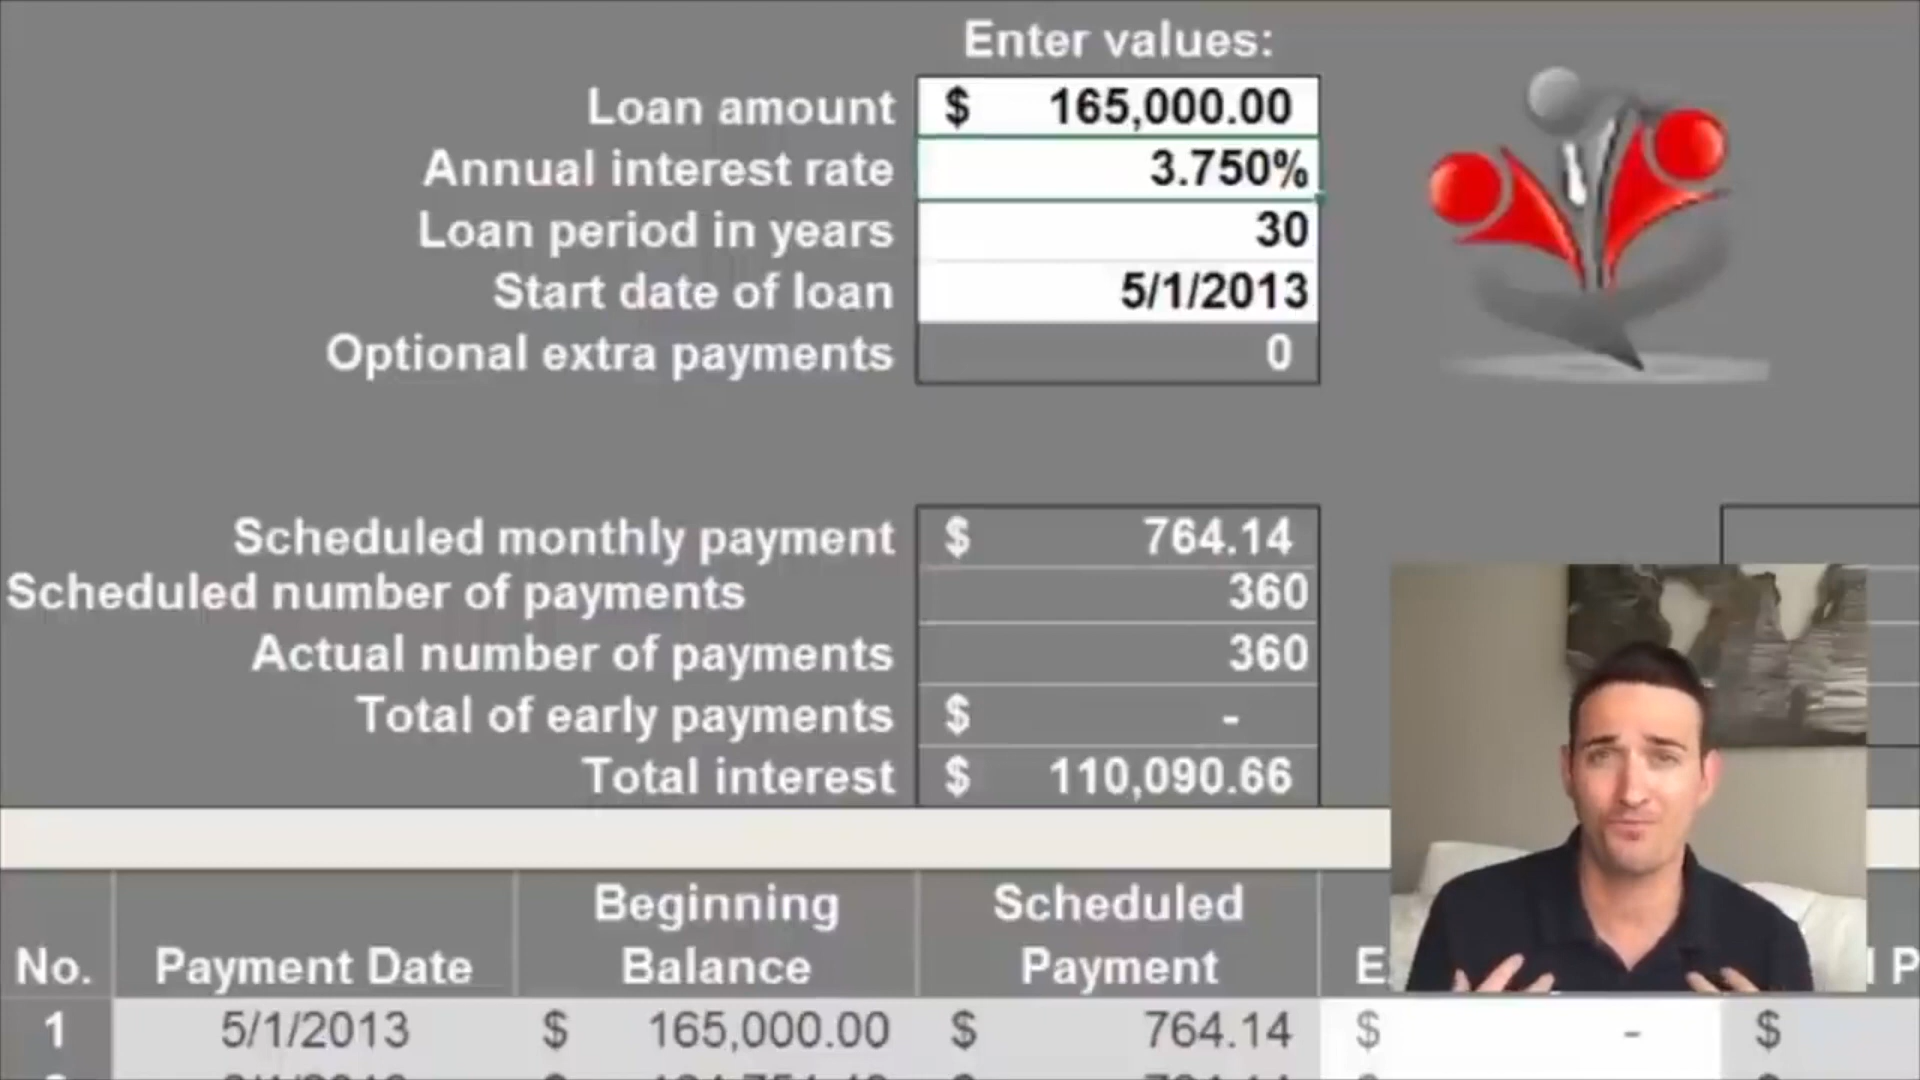 Enter values:
Loan amount $ 165,000.00
Annual interest rate 3.750%
Loan period in years 30
Start date of loan 5/1/2013
Optional extra payments 0
Scheduled monthly payment $ 764.14
Scheduled number of payments 360
Actual number of payments 360
Total of early payments $ -
Total interest $ 110,090.66
No. Payment Date Beginning Balance Scheduled Payment
1 5/1/2013 $ 165,000.00 $ 764.14 $ - $